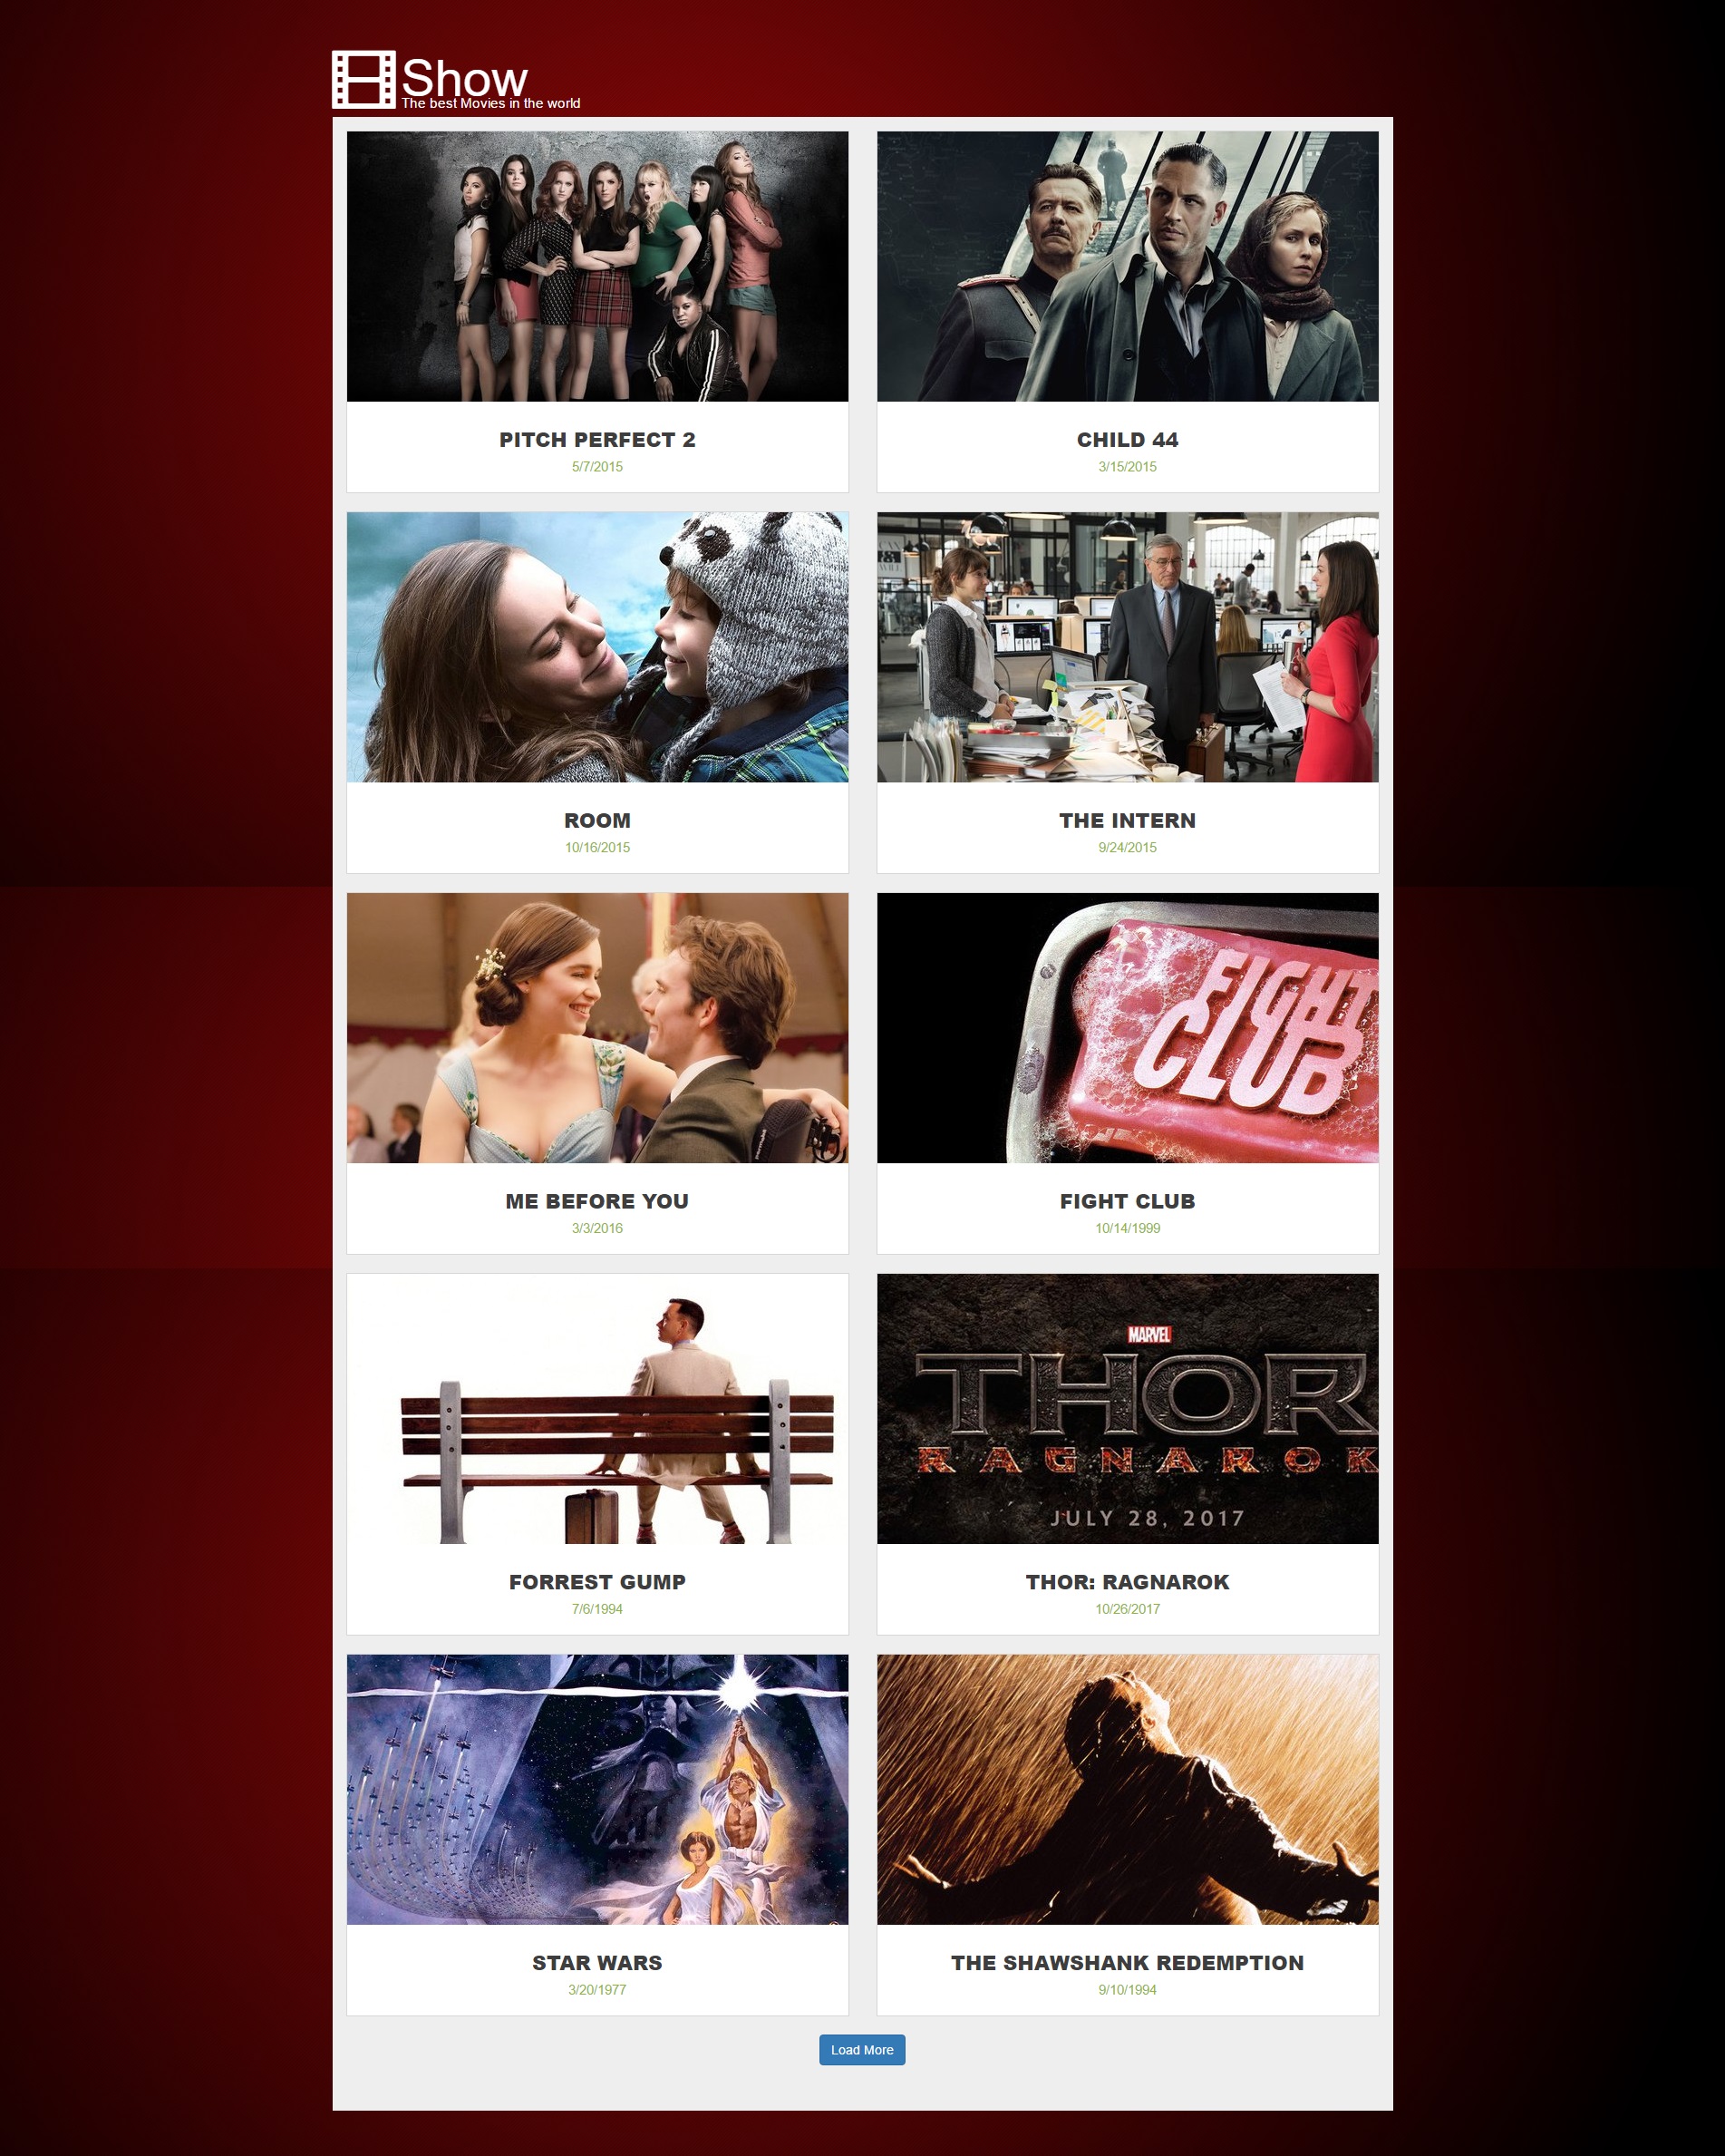 Show
The best Movies in the world
PITCH PERFECT 2
5/7/2015
CHILD 44
3/15/2015
ROOM
10/16/2015
THE INTERN
9/24/2015
FIGHT
CLUB
ME BEFORE YOU
3/3/2016
FIGHT CLUB
10/14/1999
MARVEL
THOR
RAGNAROK
JULY 28, 2017
FORREST GUMP
7/6/1994
THOR: RAGNAROK
10/26/2017
STAR WARS
3/20/1977
THE SHAWSHANK REDEMPTION
9/10/1994
Load More